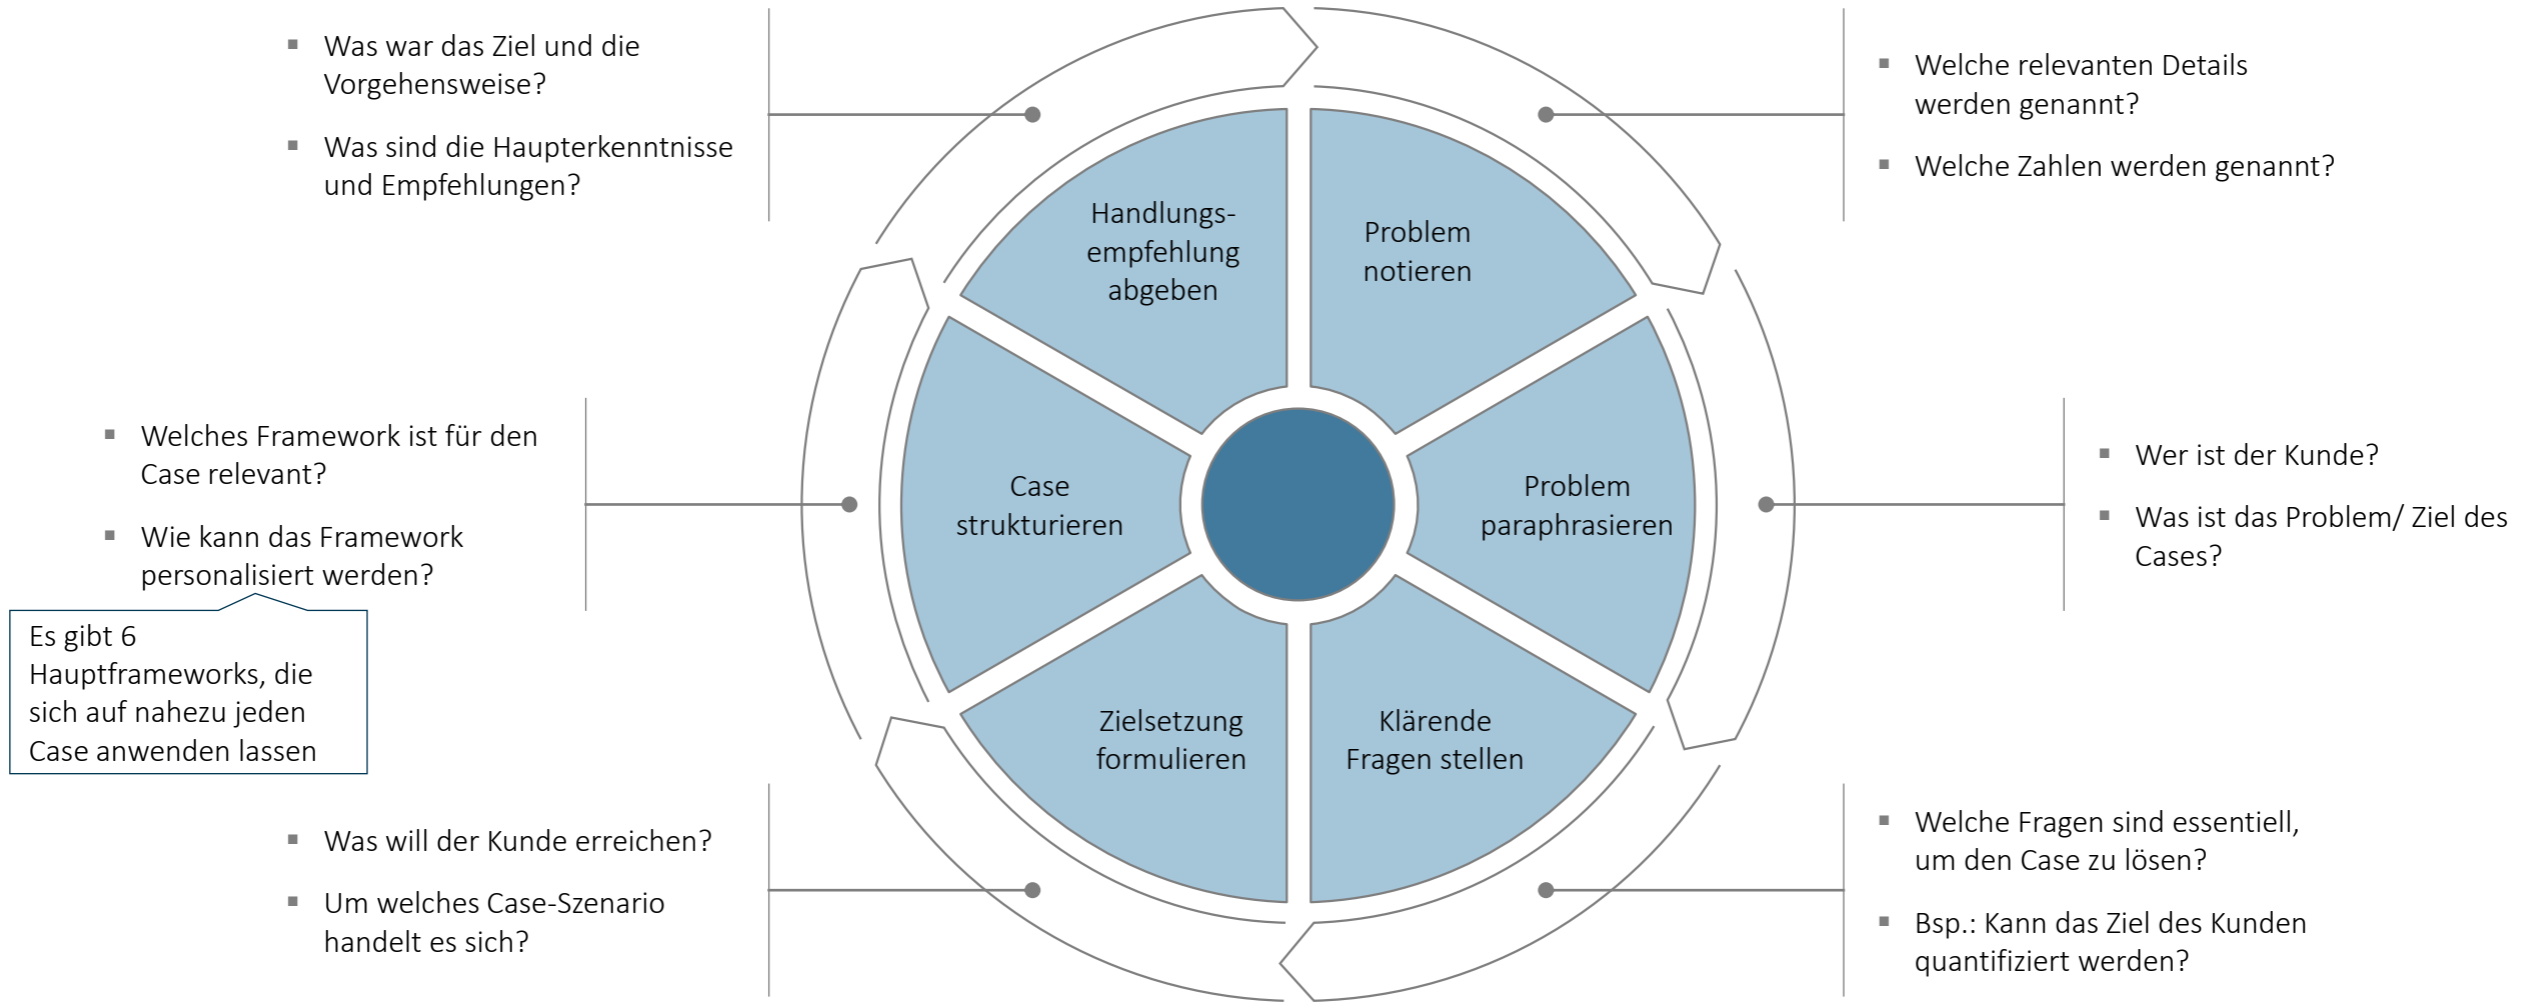 Was war das Ziel und die
Vorgehensweise?
Was sind die Haupterkenntnisse
und Empfehlungen?
Welche relevanten Details
werden genannt?
Welche Zahlen werden genannt?
Handlungs-
empfehlung
abgeben
Problem
notieren
Welches Framework ist für den
Case relevant?
Wie kann das Framework
personalisiert werden?
Case
strukturieren
Problem
paraphrasieren
Wer ist der Kunde?
Was ist das Problem/ Ziel des
Cases?
Es gibt 6
Hauptframeworks, die
sich auf nahezu jeden
Case anwenden lassen
Zielsetzung
formulieren
Klärende
Fragen stellen
Was will der Kunde erreichen?
Um welches Case-Szenario
handelt es sich?
Welche Fragen sind essentiell,
um den Case zu lösen?
Bsp.: Kann das Ziel des Kunden
quantifiziert werden?